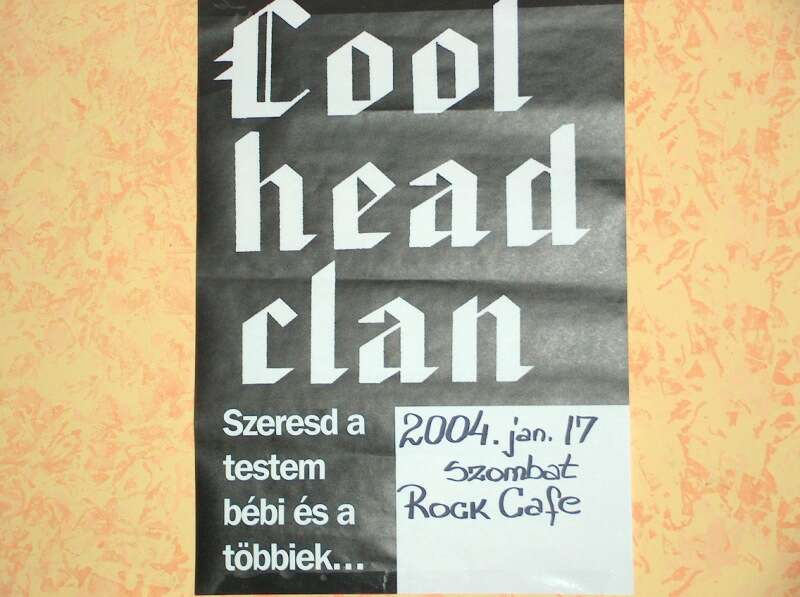 Cool
head
clan
Szeresd a
testem
bébi és a
többiek...
2004. jan. 17
szombat
Rock Cafe